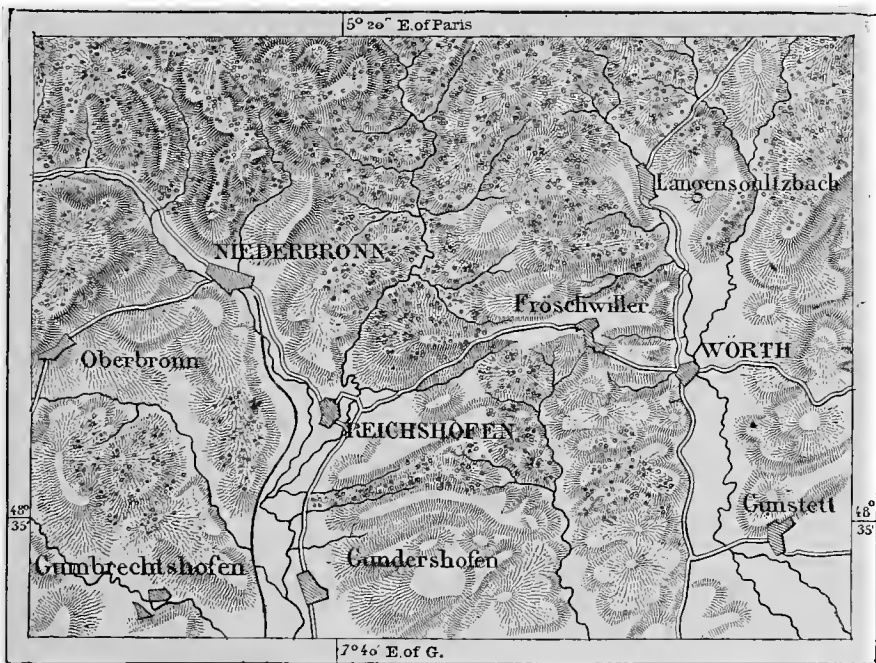 5° 20' E.of Paris
Langensoultzbach
NIEDERBRONN
Fröschwiller
Oberbronn
WÖRTH
REICHSHOFEN
48°
35'
Gunstett
48°
35'
Gumbrechtshofen
Gundershofen
7° 40' E.of G.